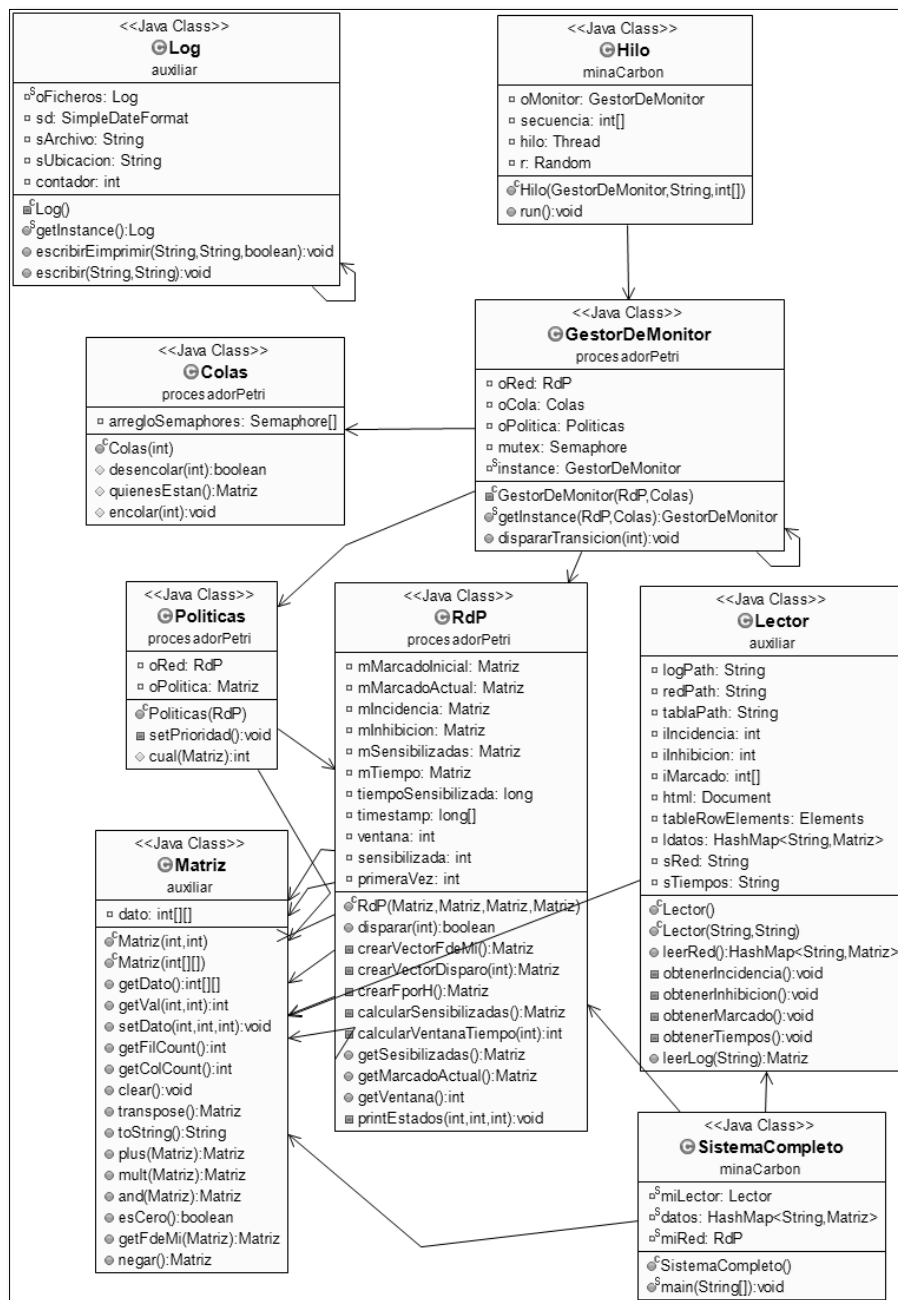 <<Java Class>>
Log
auxiliar
oFicheros: Log
sd: SimpleDateFormat
sArchivo: String
sUbicacion: String
contador: int
Log()
getInstance():Log
escribirEimprimir(String,String,boolean):void
escribir(String,String):void
<<Java Class>>
Hilo
minaCarbon
oMonitor: GestorDeMonitor
secuencia: int[]
hilo: Thread
r: Random
Hilo(GestorDeMonitor,String,int[])
run():void
<<Java Class>>
GestorDeMonitor
procesadorPetri
oRed: RdP
oCola: Colas
oPolitica: Politicas
mutex: Semaphore
instance: GestorDeMonitor
GestorDeMonitor(RdP,Colas)
getInstance(RdP,Colas):GestorDeMonitor
dispararTransicion(int):void
<<Java Class>>
Colas
procesadorPetri
arregloSemaphores: Semaphore[]
Colas(int)
desencolar(int):boolean
quienesEstan():Matriz
encolar(int):void
<<Java Class>>
Politicas
procesadorPetri
oRed: RdP
oPolitica: Matriz
Politicas(RdP)
setPrioridad():void
cual(Matriz):int
<<Java Class>>
RdP
procesadorPetri
mMarcadoInicial: Matriz
mMarcadoActual: Matriz
mIncidencia: Matriz
mInhibicion: Matriz
mSensibilizadas: Matriz
mTiempo: Matriz
tiempoSensibilizada: long
timestamp: long[]
ventana: int
sensibilizada: int
primeraVez: int
RdP(Matriz,Matriz,Matriz,Matriz)
disparar(int):boolean
crearVectorFdeMi():Matriz
crearVectorDisparo(int):Matriz
crearFporH():Matriz
calcularSensibilizadas():Matriz
calcularVentanaTiempo(int):int
getSesibilizadas():Matriz
getMarcadoActual():Matriz
getVentana():int
printEstados(int,int,int):void
<<Java Class>>
Lector
auxiliar
logPath: String
redPath: String
tablaPath: String
iIncidencia: int
iInhibicion: int
iMarcado: int[]
html: Document
tableRowElements: Elements
ldatos: HashMap<String,Matriz>
sRed: String
sTiempos: String
Lector()
Lector(String,String)
leerRed():HashMap<String,Matriz>
obtenerIncidencia():void
obtenerInhibicion():void
obtenerMarcado():void
obtenerTiempos():void
leerLog(String):Matriz
<<Java Class>>
Matriz
auxiliar
dato: int[][]
Matriz(int,int)
Matriz(int[][])
getDato():int[][]
getVal(int,int):int
setDato(int,int,int):void
getFilCount():int
getColCount():int
clear():void
transpose():Matriz
toString():String
plus(Matriz):Matriz
mult(Matriz):Matriz
and(Matriz):Matriz
esCero():boolean
getFdeMi(Matriz):Matriz
negar():Matriz
<<Java Class>>
SistemaCompleto
minaCarbon
miLector: Lector
datos: HashMap<String,Matriz>
miRed: RdP
SistemaCompleto()
main(String[]):void